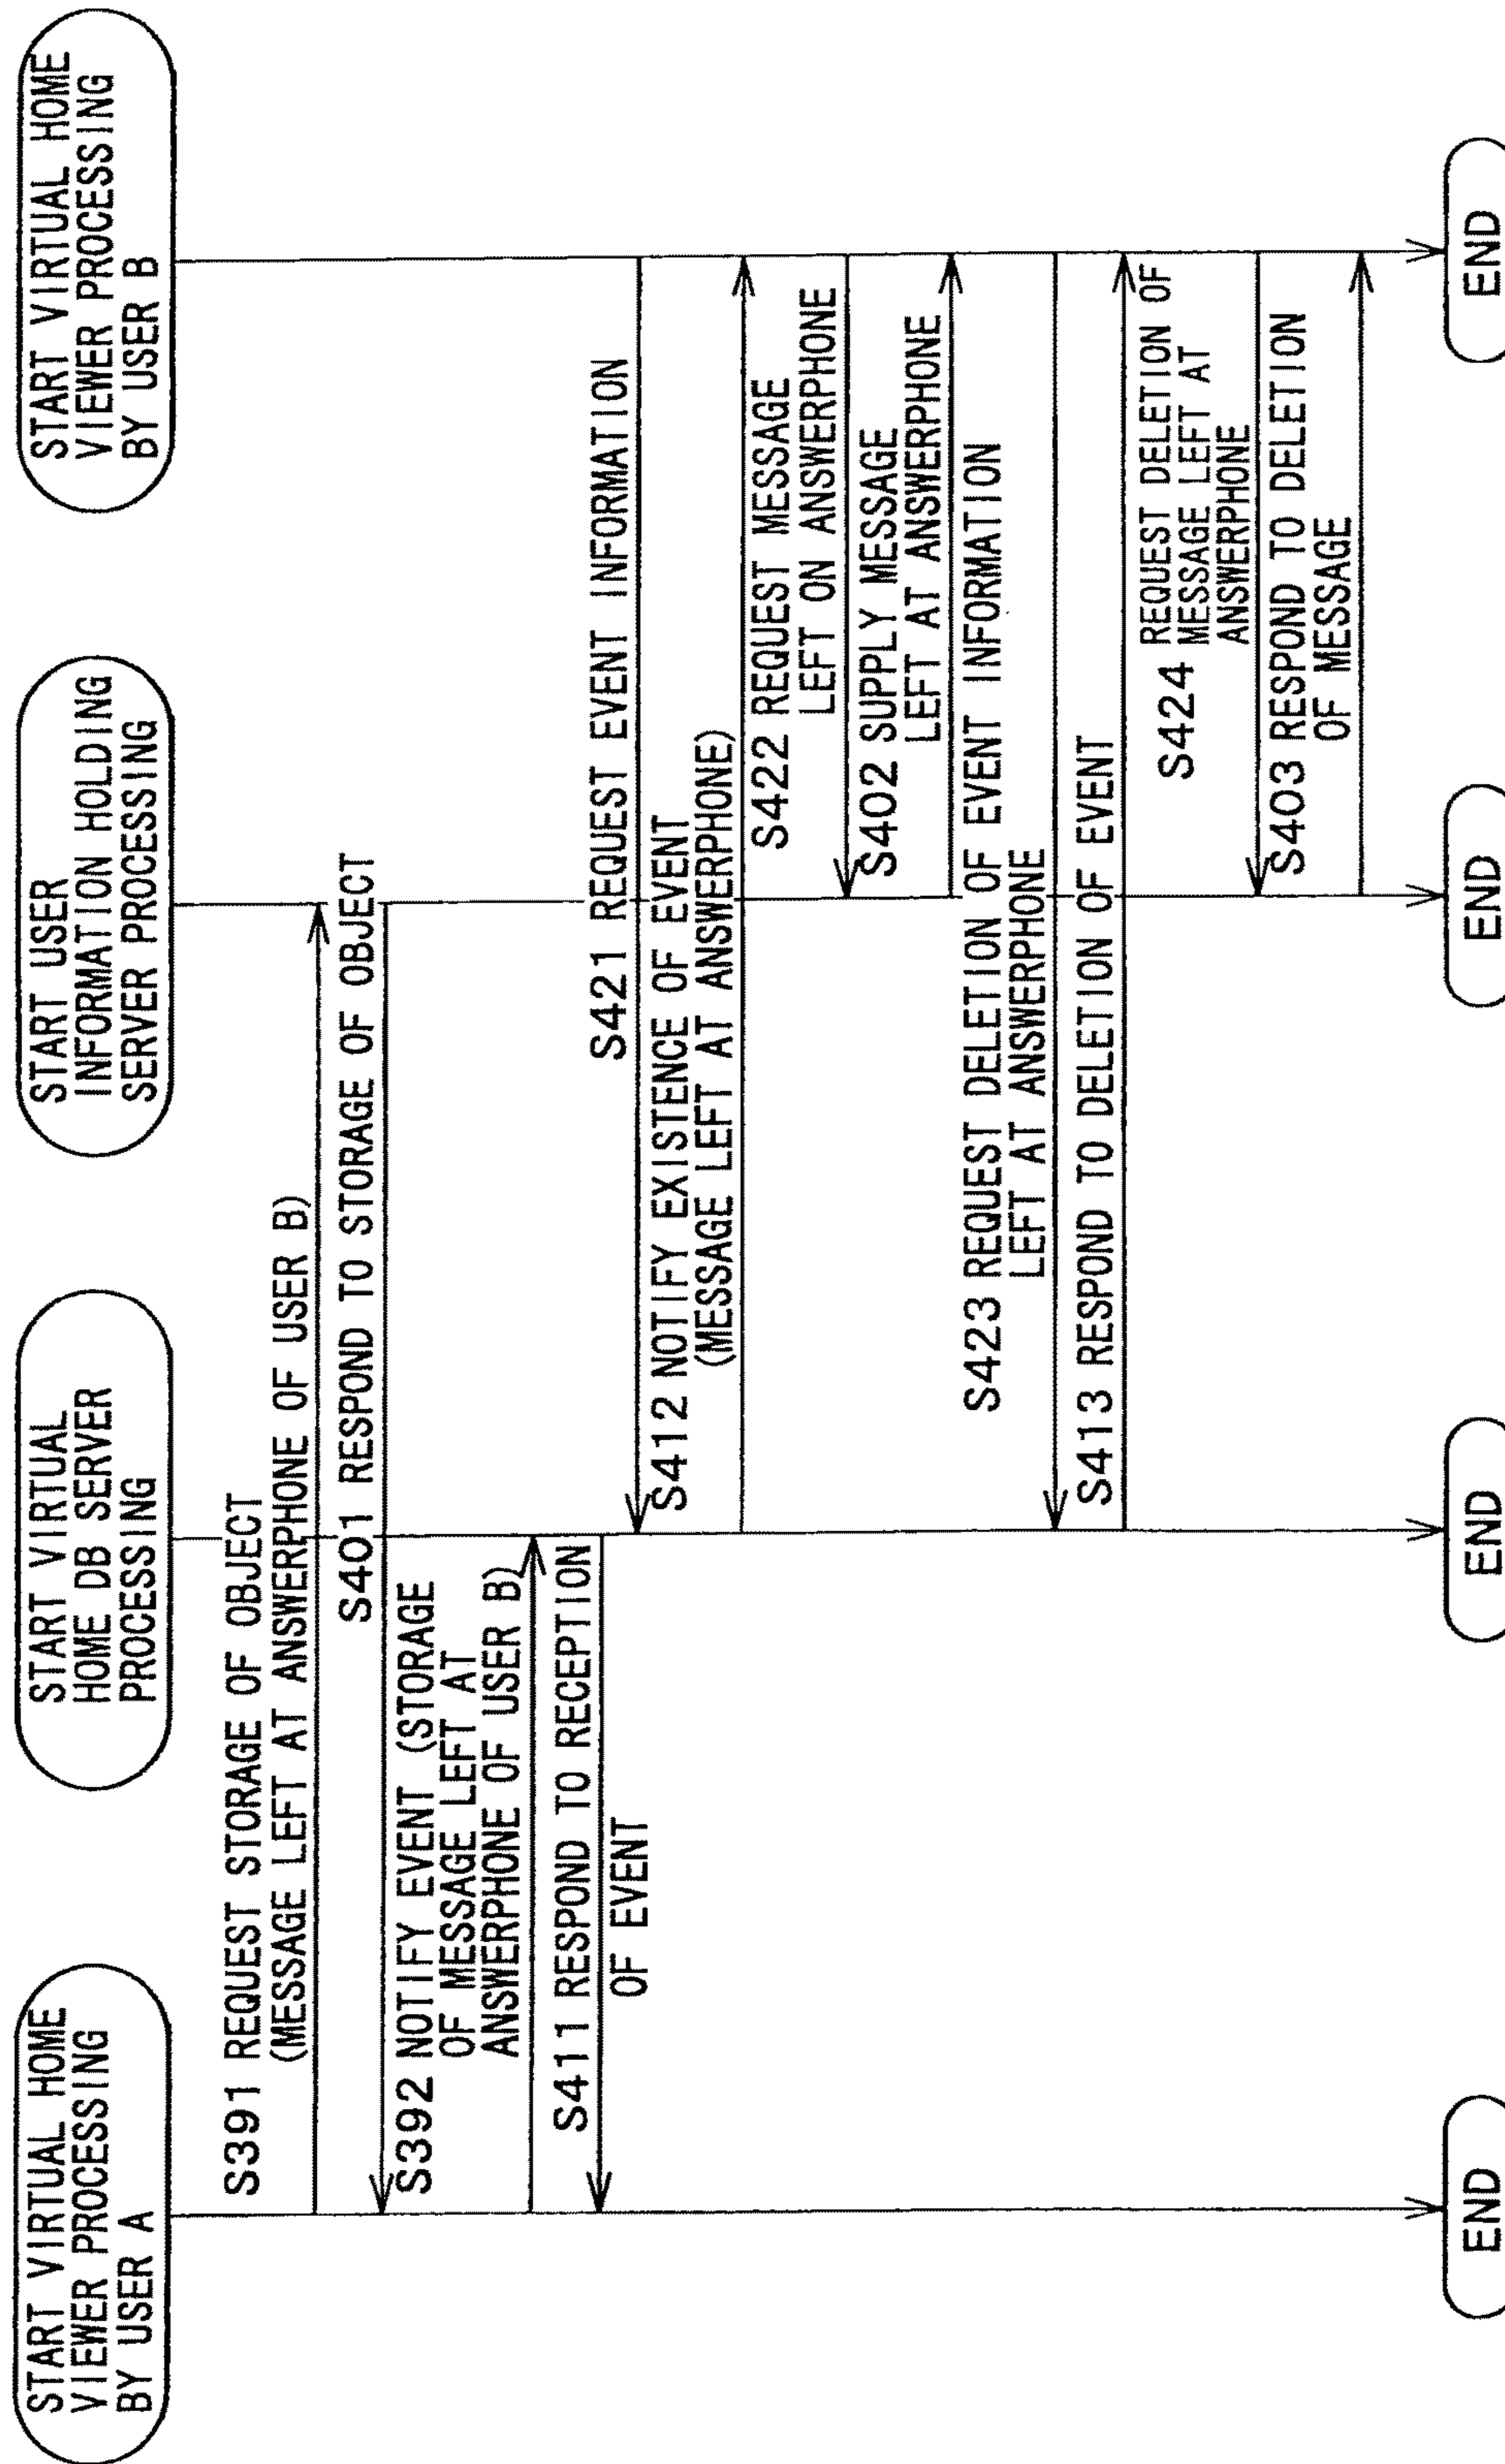 START VIRTUAL HOME
VIEWER PROCESSING
BY USER A
START VIRTUAL
HOME DB SERVER
PROCESSING
START USER
INFORMATION HOLDING
SERVER PROCESSING
START VIRTUAL HOME
VIEWER PROCESSING
BY USER B
S391 REQUEST STORAGE OF OBJECT
(MESSAGE LEFT AT ANSWERPHONE OF USER B)
S401 RESPOND TO STORAGE OF OBJECT
S392 NOTIFY EVENT (STORAGE
OF MESSAGE LEFT AT
ANSWERPHONE OF USER B)
S411 RESPOND TO RECEPTION
OF EVENT
S421 REQUEST EVENT INFORMATION
S412 NOTIFY EXISTENCE OF EVENT
(MESSAGE LEFT AT ANSWERPHONE)
S422 REQUEST MESSAGE
LEFT ON ANSWERPHONE
S402 SUPPLY MESSAGE
LEFT AT ANSWERPHONE
S423 REQUEST DELETION OF EVENT INFORMATION
LEFT AT ANSWERPHONE
S413 RESPOND TO DELETION OF EVENT
S424 REQUEST DELETION OF
MESSAGE LEFT AT
ANSWERPHONE
S403 RESPOND TO DELETION
OF MESSAGE
END
END
END
END